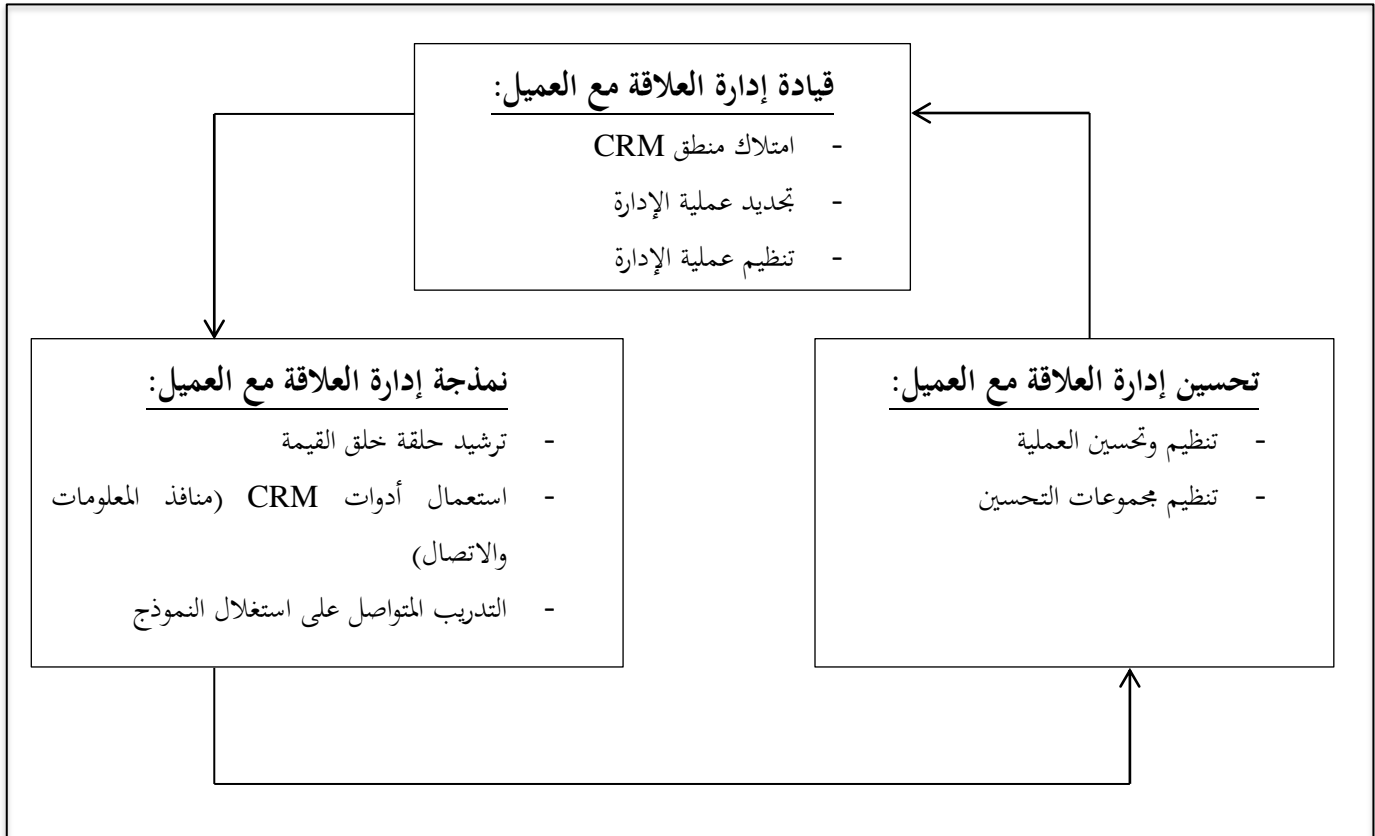 قيادة إدارة العلاقة مع العميل:
- امتلاك منطق CRM
- تجديد عملية الإدارة
- تنظيم عملية الإدارة
تحسين إدارة العلاقة مع العميل:
- تنظيم وتحسين العملية
- تنظيم مجموعات التحسين
نمذجة إدارة العلاقة مع العميل:
- ترشيد حلقة خلق القيمة
- استعمال أدوات CRM (منافذ المعلومات
والاتصال)
- التدريب المتواصل على استغلال النموذج